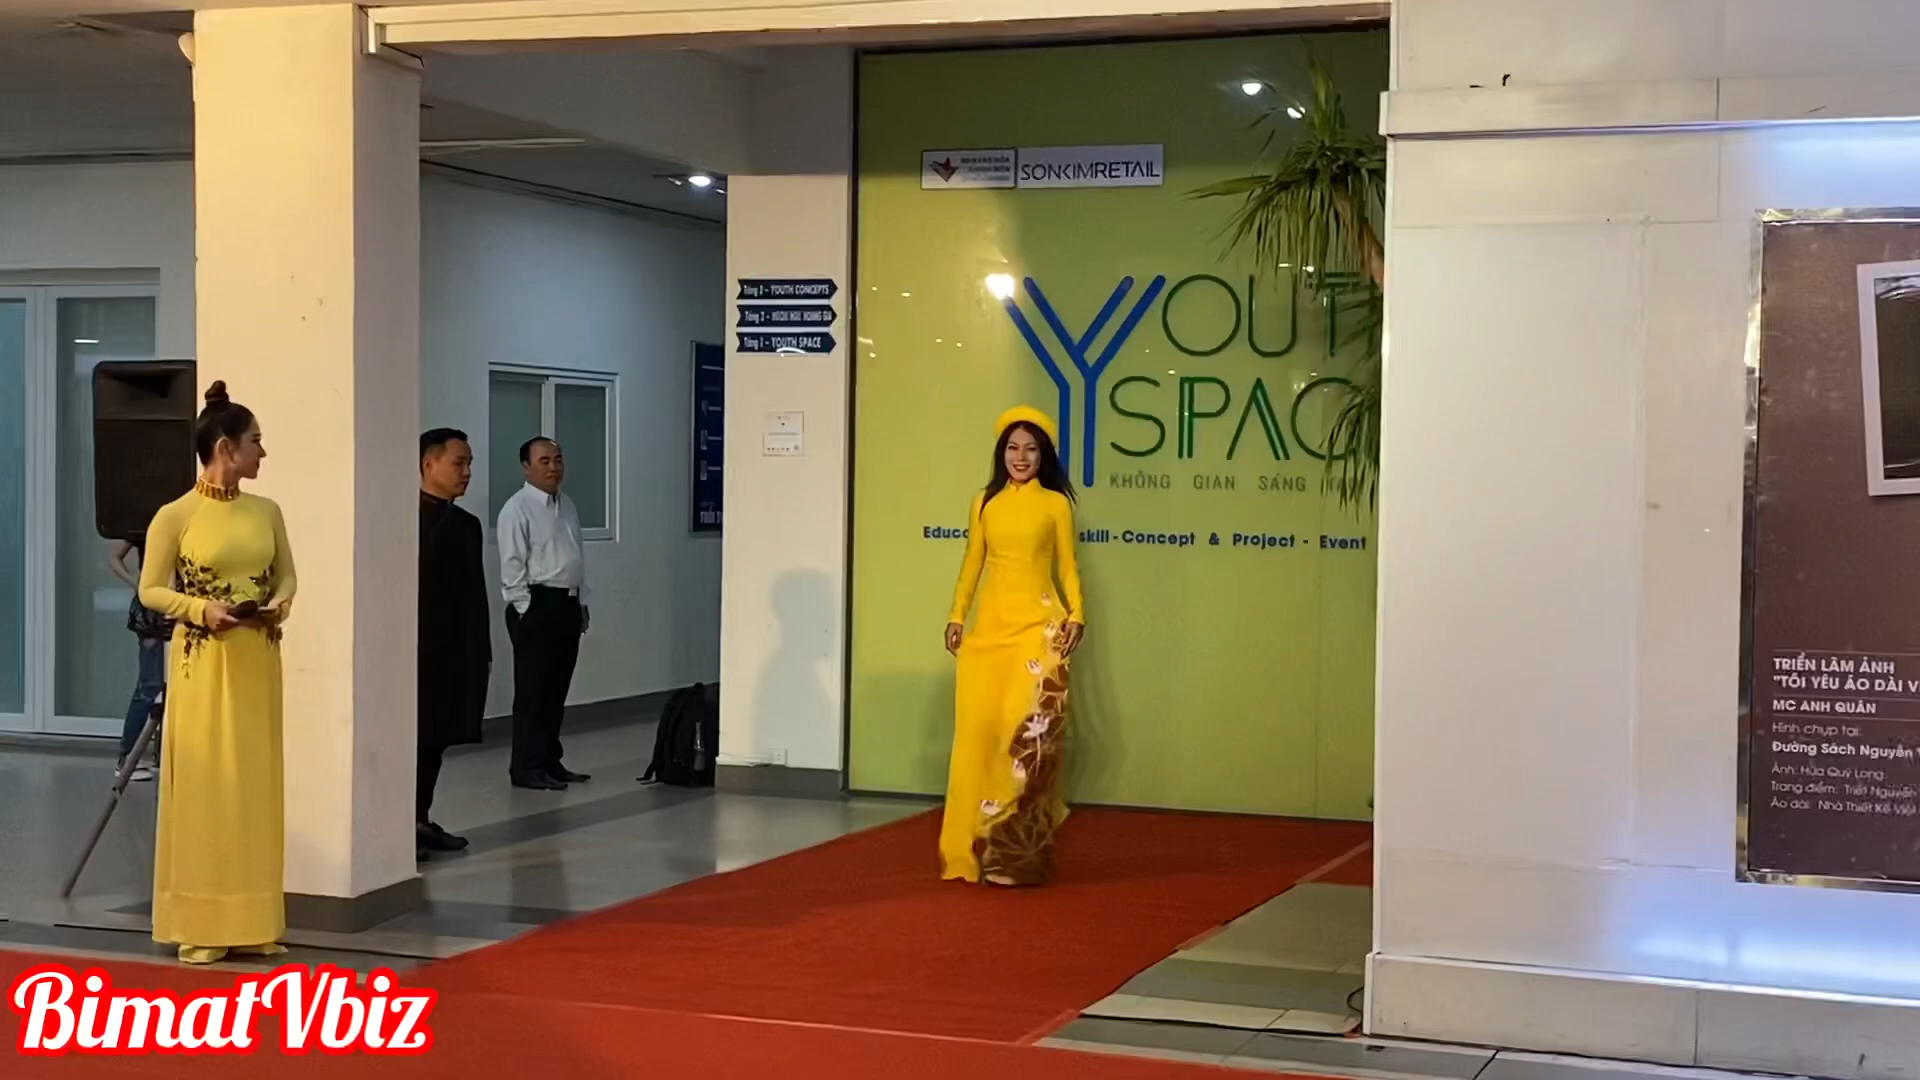 SONKIMRETAIL
Tầng 3 - YOUTH CONCEPTS
Tầng 2 -
Tầng 1 - YOUTH SPACE
YOUT
SPAC
KHÔNG GIAN SÁNG
skill - Concept & Project - Event
TRIỂN LÃM ẢNH
"TÔI YÊU ÁO DÀI V
MC ANH QUÂN
Hình chụp tại:
Đường Sách Nguyễn
Ảnh: Hứa Quý Long
Trang điểm: Triết Nguyễn
Áo dài: Nhà Thiết Kế Việt
BimatVbiz